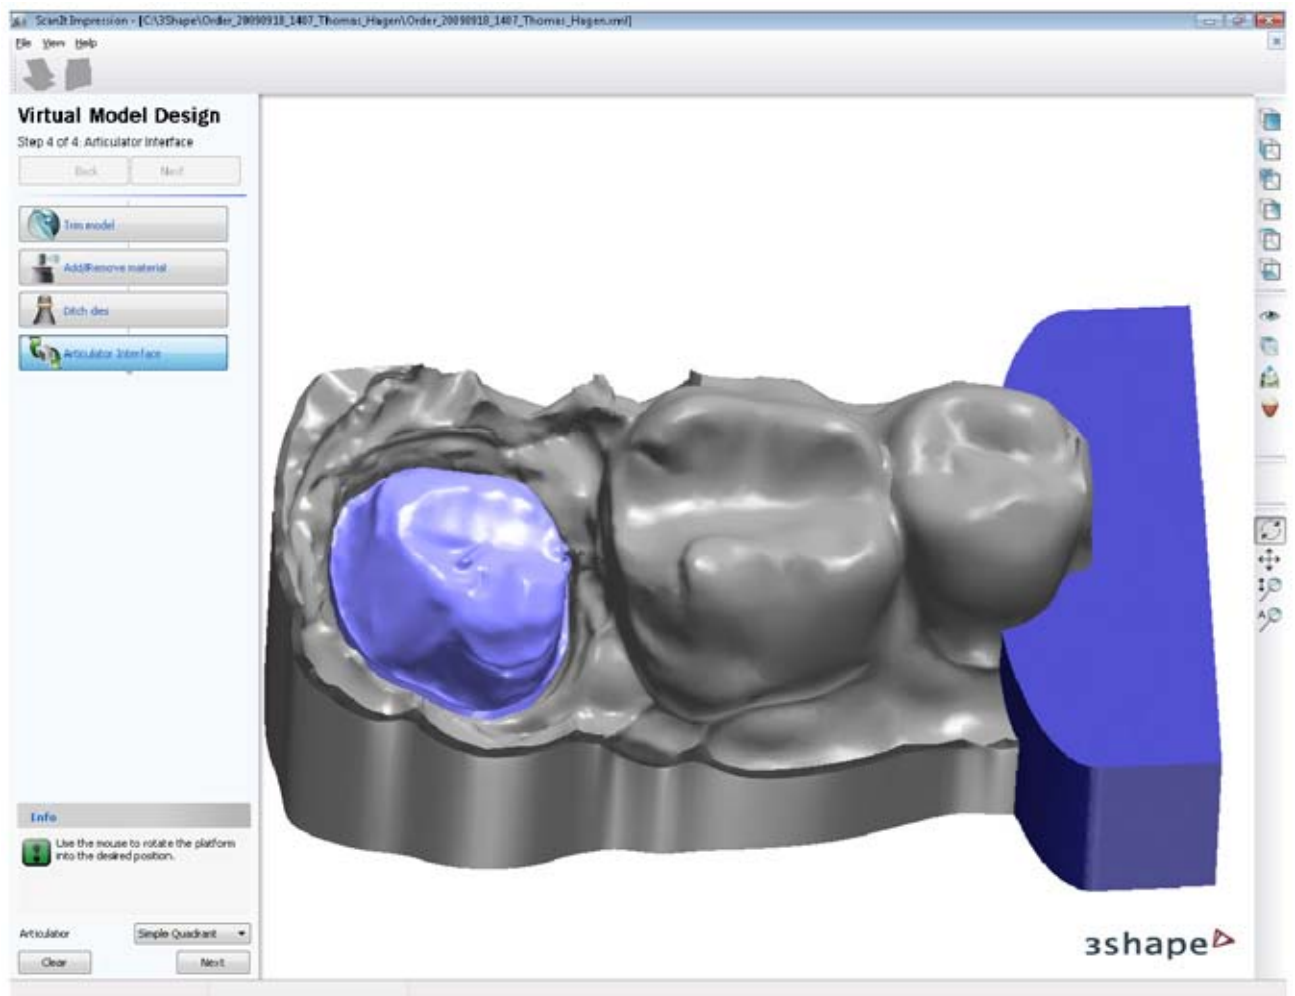 ScanIt Impression - [C:\3Shape\Order_20090918_1407_Thomas_Hagen\Order_20090918_1407_Thomas_Hagen.xml]
File View Help
Virtual Model Design
Step 4 of 4: Articulator Interface
Back Next
Trim model
Add/Remove material
Ditch dies
Articulator Interface
Info
Use the mouse to rotate the platform
into the desired position.
Articulator Simple Quadrant
Clear Next
3shape